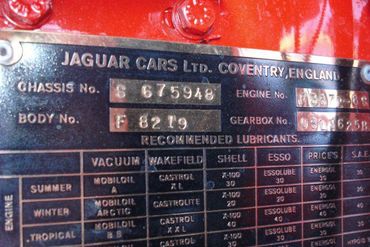 JAGUAR CARS LTD. COVENTRY, ENGLAND.
CHASSIS No. S 675948 ENGINE No.
BODY No. F 8219 GEARBOX No.
RECOMMENDED LUBRICANTS.
VACUUM WAKEFIELD SHELL ESSO PRICE'S S.A.E.
ENGINE
SUMMER MOBILOIL A CASTROL XL X-100 30 ESSOLUBE 30 ENERGOL 30 30
WINTER MOBILOIL ARCTIC CASTROLITE X-100 20 ESSOLUBE 20 ENERGOL 20 20
TROPICAL MOBILOIL BB CASTROL XXL X-100 40 ESSOLUBE 40 ENERGOL 40